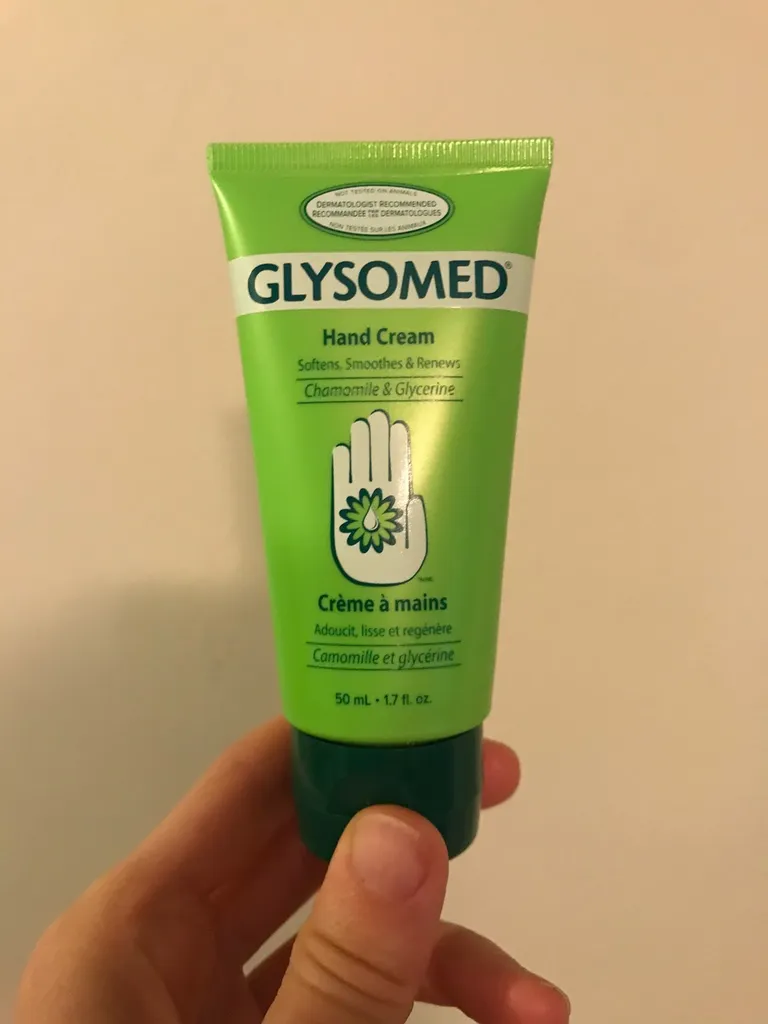 NOT TESTED ON ANIMALS
DERMATOLOGIST RECOMMENDED
RECOMMANDÉE PAR LES DERMATOLOGUES
NON TESTÉE SUR LES ANIMAUX
GLYSOMED®
Hand Cream
Softens, Smoothes & Renews
Chamomile & Glycerine
Crème à mains
Adoucit, lisse et regénère
Camomille et glycérine
50 mL • 1.7 fl. oz.